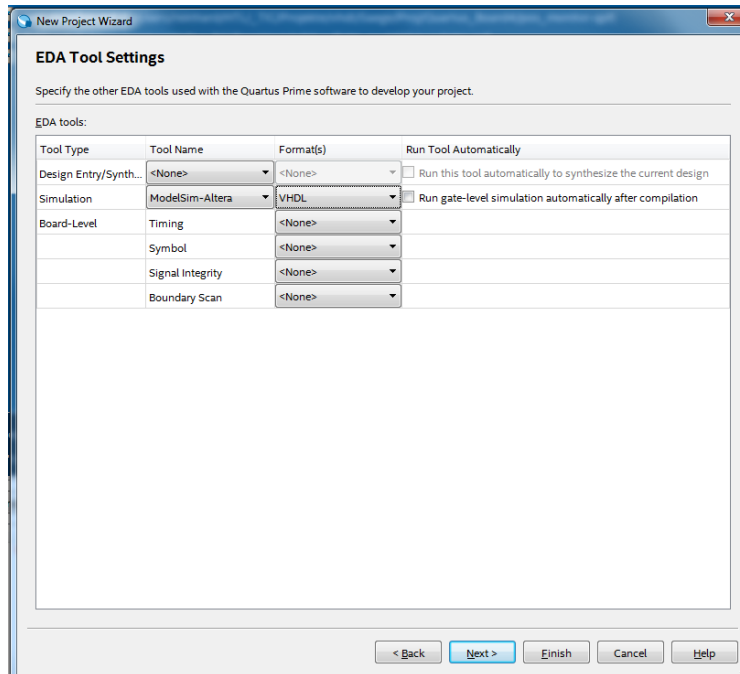 New Project Wizard
EDA Tool Settings
Specify the other EDA tools used with the Quartus Prime software to develop your project.
EDA tools:
Tool Type Tool Name Format(s) Run Tool Automatically
Design Entry/Synth... <None> <None> Run this tool automatically to synthesize the current design
Simulation ModelSim-Altera VHDL Run gate-level simulation automatically after compilation
Board-Level Timing <None>
Symbol <None>
Signal Integrity <None>
Boundary Scan <None>
< Back Next > Finish Cancel Help